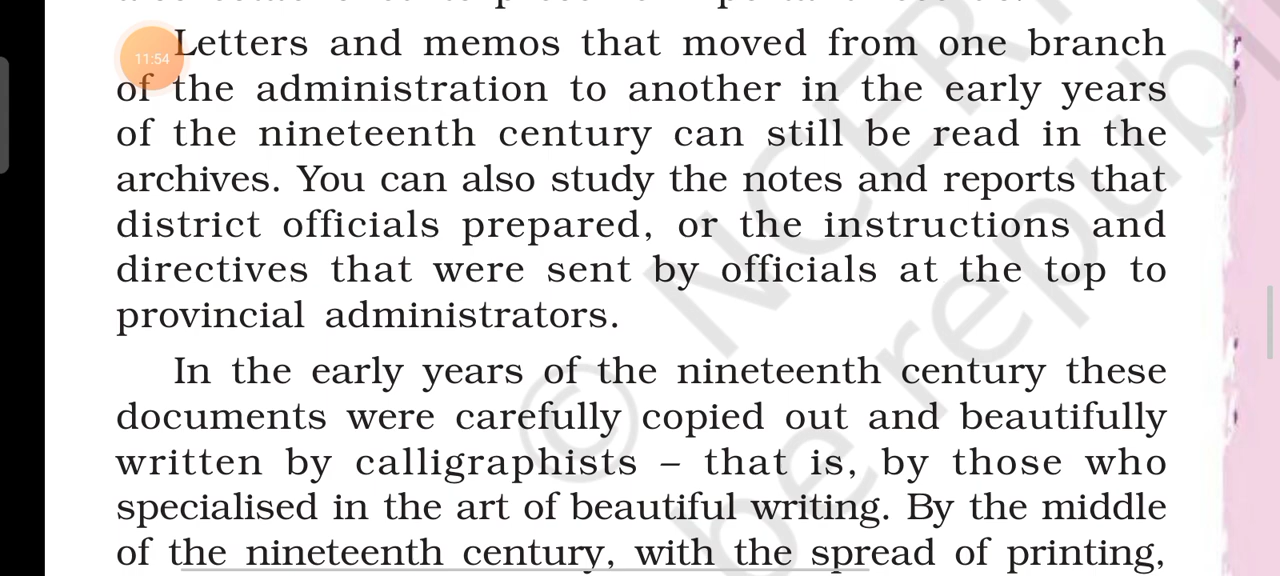 11:54
Letters and memos that moved from one branch
of the administration to another in the early years
of the nineteenth century can still be read in the
archives. You can also study the notes and reports that
district officials prepared, or the instructions and
directives that were sent by officials at the top to
provincial administrators.
In the early years of the nineteenth century these
documents were carefully copied out and beautifully
written by calligraphists – that is, by those who
specialised in the art of beautiful writing. By the middle
of the nineteenth century, with the spread of printing,
© NCER
be republ